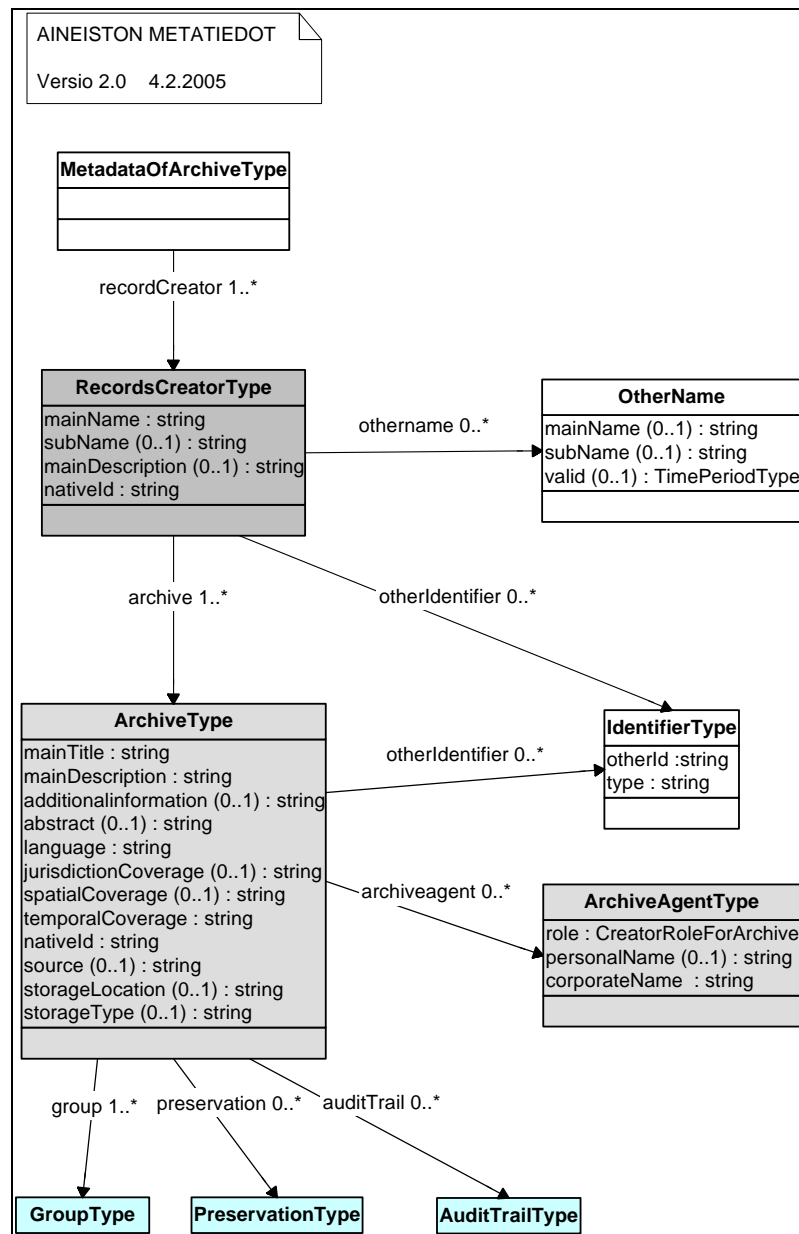 AINEISTON METATIEDOT
Versio 2.0 4.2.2005
MetadataOfArchiveType
recordCreator 1..*
RecordsCreatorType
mainName : string
subName (0..1) : string
mainDescription (0..1) : string
nativeId : string
othername 0..*
OtherName
mainName (0..1) : string
subName (0..1) : string
valid (0..1) : TimePeriodType
archive 1..*
otherIdentifier 0..*
ArchiveType
mainTitle : string
mainDescription : string
additionalinformation (0..1) : string
abstract (0..1) : string
language : string
jurisdictionCoverage (0..1) : string
spatialCoverage (0..1) : string
temporalCoverage : string
nativeId : string
source (0..1) : string
storageLocation (0..1) : string
storageType (0..1) : string
otherIdentifier 0..*
IdentifierType
otherId :string
type : string
archiveagent 0..*
ArchiveAgentType
role : CreatorRoleForArchive
personalName (0..1) : string
corporateName : string
group 1..*
preservation 0..*
auditTrail 0..*
GroupType
PreservationType
AuditTrailType